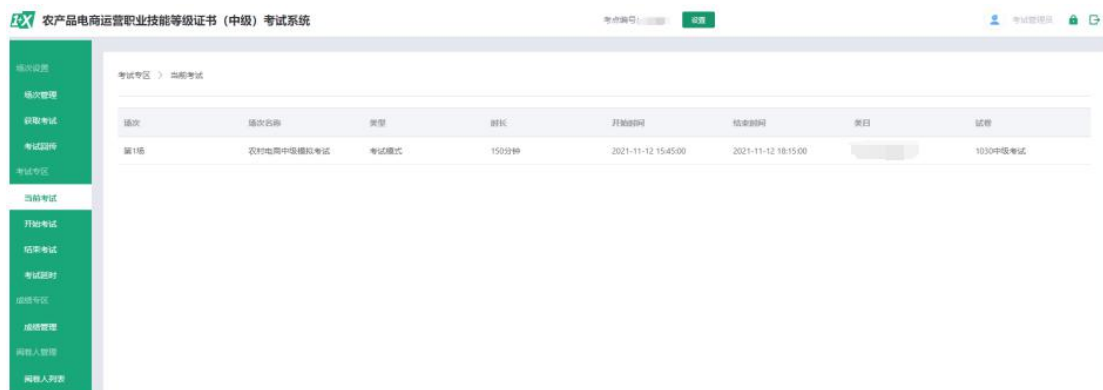 1+X 农产品电商运营职业技能等级证书（中级）考试系统 考点编号: 设置 考试管理员
场次设置
场次管理
获取考试
考试回传
考试专区
当前考试
开始考试
结束考试
考试延时
成绩专区
成绩管理
阅卷人管理
阅卷人列表
考试专区 > 当前考试
场次 场次名称 类型 时长 开始时间 结束时间 类目 试卷
第1场 农村电商中级模拟考试 考试模式 150分钟 2021-11-12 15:45:00 2021-11-12 18:15:00 1030中级考试